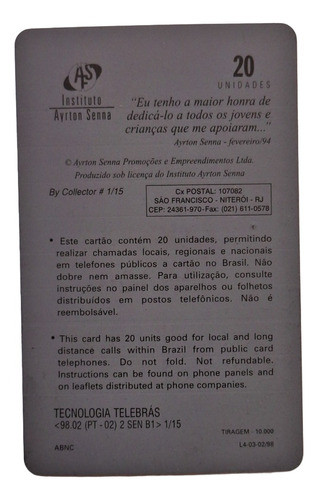 AS
20
UNIDADES
Instituto
Ayrton Senna
"Eu tenho a maior honra de
dedicá-lo a todos os jovens e
crianças que me apoiaram..."
Ayrton Senna - fevereiro/94
© Ayrton Senna Promoções e Empreendimentos Ltda.
Produzido sob licença do Instituto Ayrton Senna
By Collector # 1/15
Cx POSTAL: 107082
SÃO FRANCISCO - NITERÓI - RJ
CEP: 24361-970-Fax: (021) 611-0578
• Este cartão contém 20 unidades, permitindo
realizar chamadas locais, regionais e nacionais
em telefones públicos a cartão no Brasil. Não
dobre nem amasse. Para utilização, consulte
instruções no painel dos aparelhos ou folhetos
distribuídos em postos telefônicos. Não é
reembolsável.
• This card has 20 units good for local and long
distance calls within Brazil from public card
telephones. Do not fold. Not refundable.
Instructions can be found on phone panels and
on leaflets distributed at phone companies.
TECNOLOGIA TELEBRÁS
<98.02 (PT - 02) 2 SEN B1> 1/15
TIRAGEM - 10.000
ABNC
L4-03-02/98